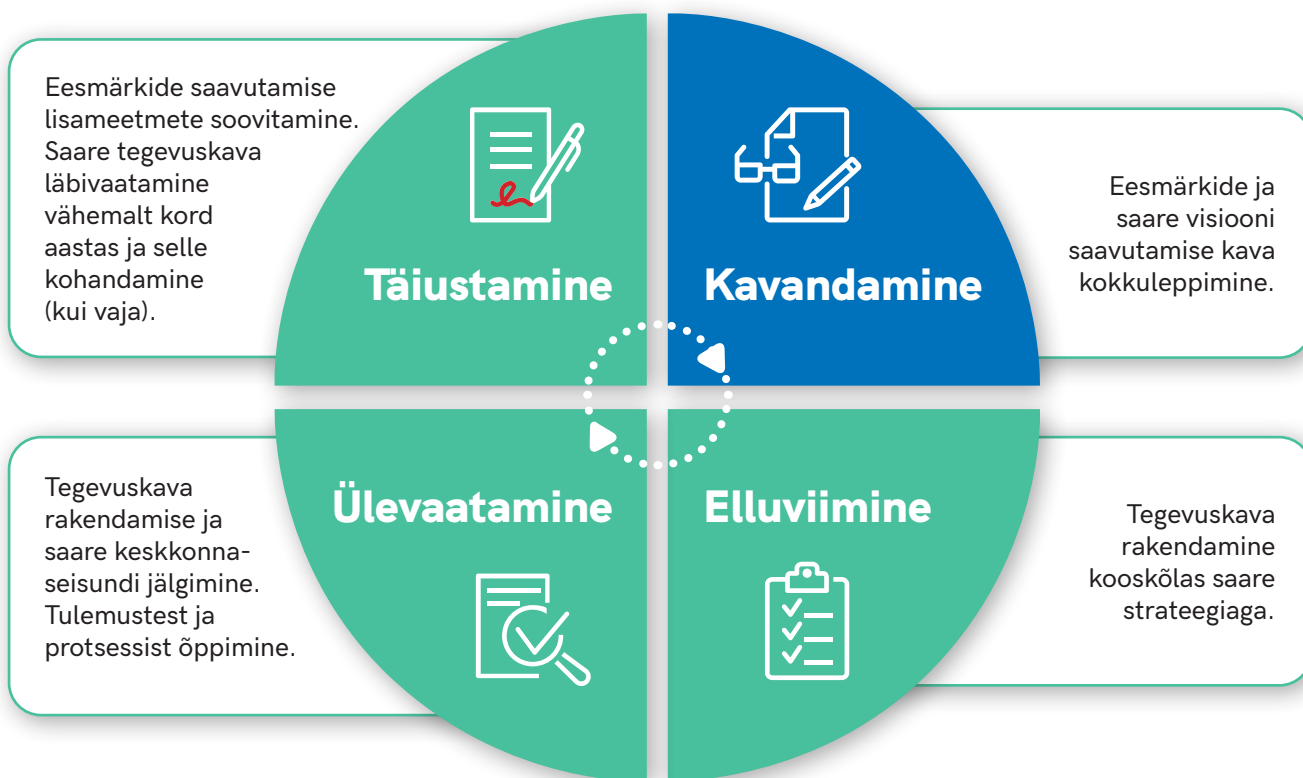 Eesmärkide saavutamise
lisameetmete soovitamine.
Saare tegevuskava
läbivaatamine
vähemalt kord
aastas ja selle
kohandamine
(kui vaja).
Täiustamine
Kavandamine
Eesmärkide ja
saare visiooni
saavutamise kava
kokkuleppimine.
Tegevuskava
rakendamise ja
saare keskkonna-
seisundi jälgimine.
Tulemustest ja
protsessist õppimine.
Ülevaatamine
Elluviimine
Tegevuskava
rakendamine
kooskõlas saare
strateegiaga.